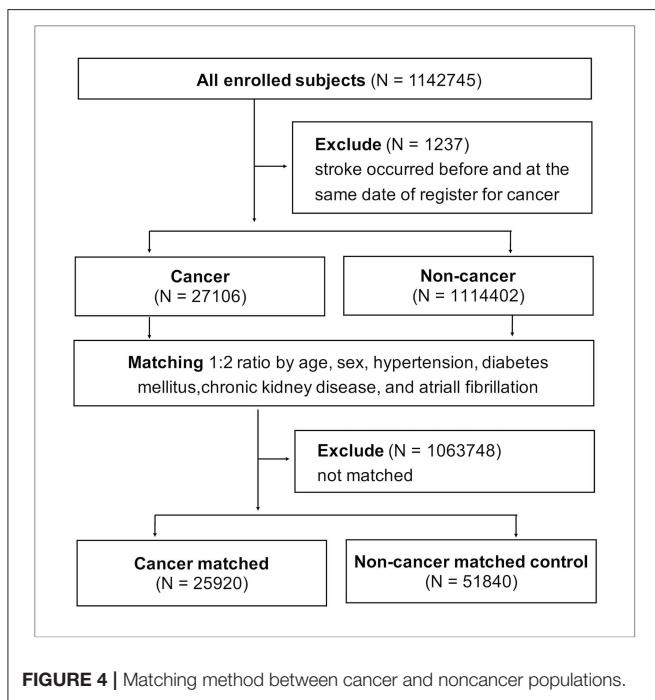 All enrolled subjects (N = 1142745)
Exclude (N = 1237)
stroke occurred before and at the
same date of register for cancer
Cancer
(N = 27106)
Non-cancer
(N = 1114402)
Matching 1:2 ratio by age, sex, hypertension, diabetes
mellitus,chronic kidney disease, and atriall fibrillation
Exclude (N = 1063748)
not matched
Cancer matched
(N = 25920)
Non-cancer matched control
(N = 51840)
FIGURE 4 | Matching method between cancer and noncancer populations.